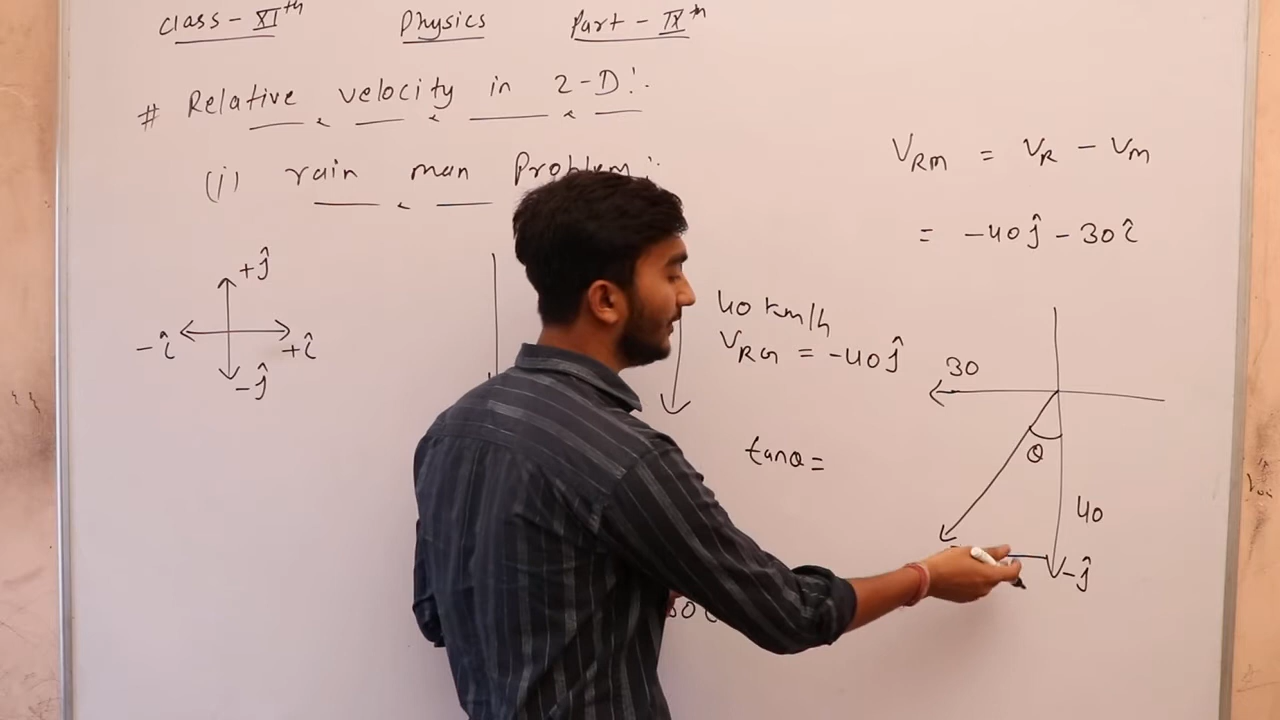 Class - XIth Physics Part - IXth
# Relative velocity in 2-D:.
(i) rain man Problem:
VRM = VR - VM
= -40ĵ - 30î
+ĵ
-î +î
-ĵ
40 km/h
VRG = -40ĵ
30
tanθ =
θ
40
-ĵ